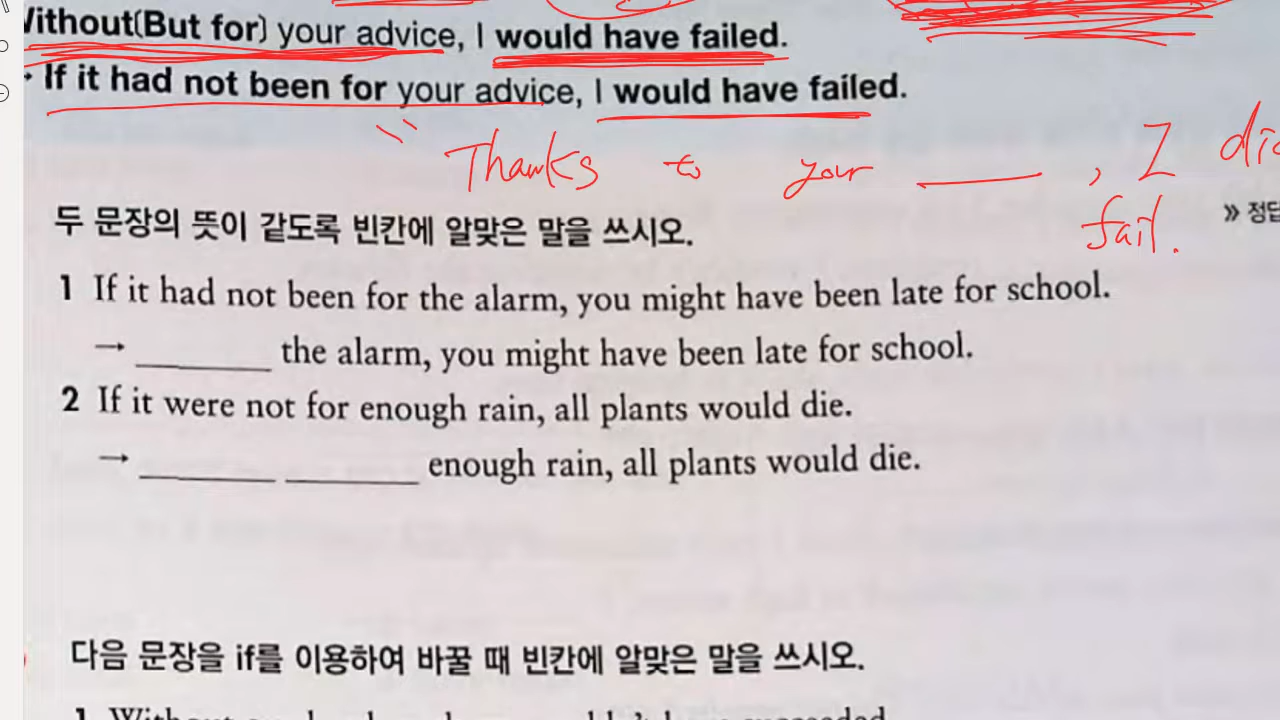 Without(But for) your advice, I would have failed.
If it had not been for your advice, I would have failed.
Thanks to your ____, I
fail.
두 문장의 뜻이 같도록 빈칸에 알맞은 말을 쓰시오.
» 정답
1 If it had not been for the alarm, you might have been late for school.
→ ________ the alarm, you might have been late for school.
2 If it were not for enough rain, all plants would die.
→ ________ ________ enough rain, all plants would die.
다음 문장을 if를 이용하여 바꿀 때 빈칸에 알맞은 말을 쓰시오.
1 Without